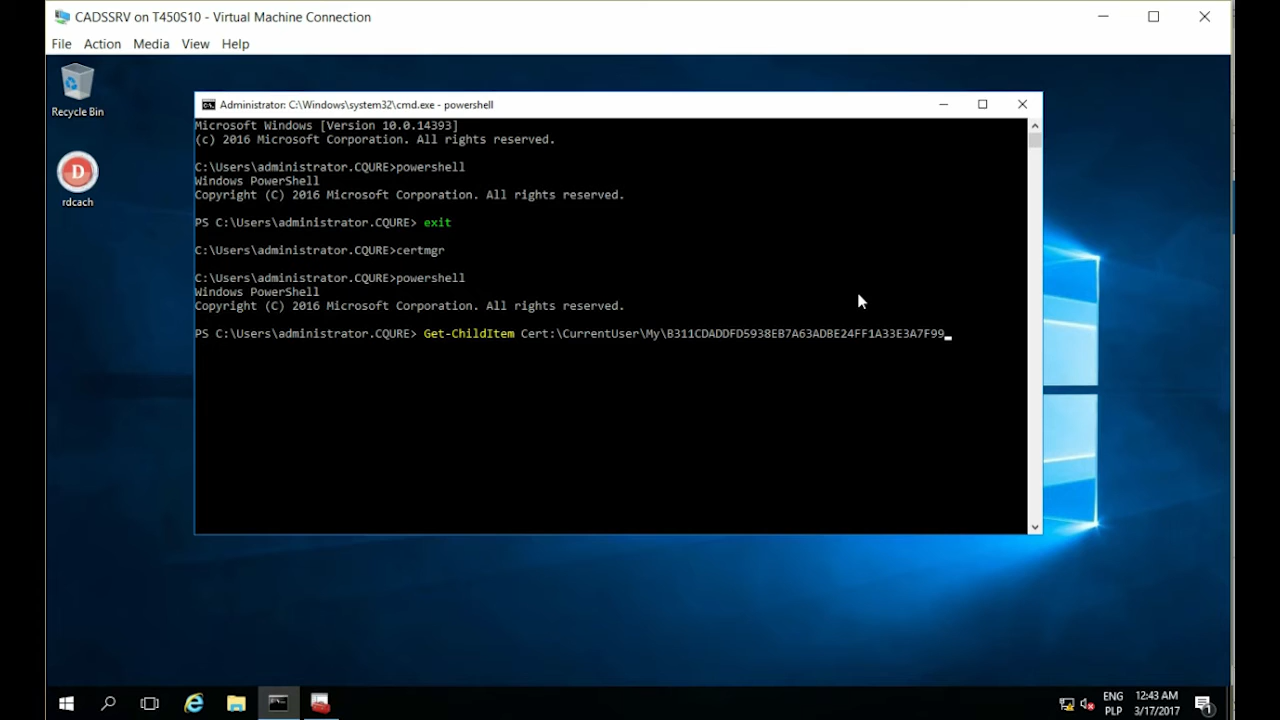 CADSSRV on T450S10 - Virtual Machine Connection
File Action Media View Help
Recycle Bin
D
rdcach
Administrator: C:\Windows\system32\cmd.exe - powershell
Microsoft Windows [Version 10.0.14393]
(c) 2016 Microsoft Corporation. All rights reserved.
C:\Users\administrator.CQURE>powershell
Windows PowerShell
Copyright (C) 2016 Microsoft Corporation. All rights reserved.
PS C:\Users\administrator.CQURE> exit
C:\Users\administrator.CQURE>certmgr
C:\Users\administrator.CQURE>powershell
Windows PowerShell
Copyright (C) 2016 Microsoft Corporation. All rights reserved.
PS C:\Users\administrator.CQURE> Get-ChildItem Cert:\CurrentUser\My\B311CDADDFD5938EB7A63ADBE24FF1A33E3A7F99_
ENG 12:43 AM
PLP 3/17/2017
1